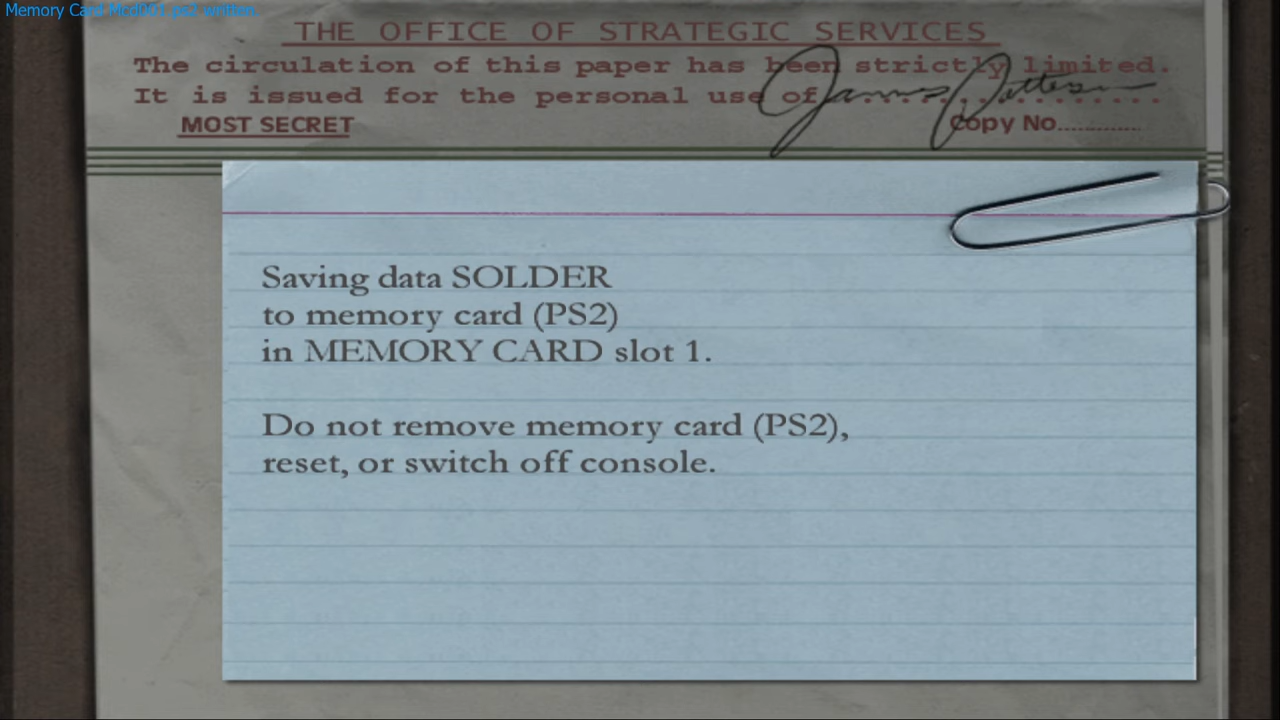 Memory Card Mcd001.ps2 written.
THE OFFICE OF STRATEGIC SERVICES
The circulation of this paper has been strictly limited.
It is issued for the personal use of..................
James Patterson
MOST SECRET
Copy No.............
Saving data SOLDER
to memory card (PS2)
in MEMORY CARD slot 1.
Do not remove memory card (PS2),
reset, or switch off console.